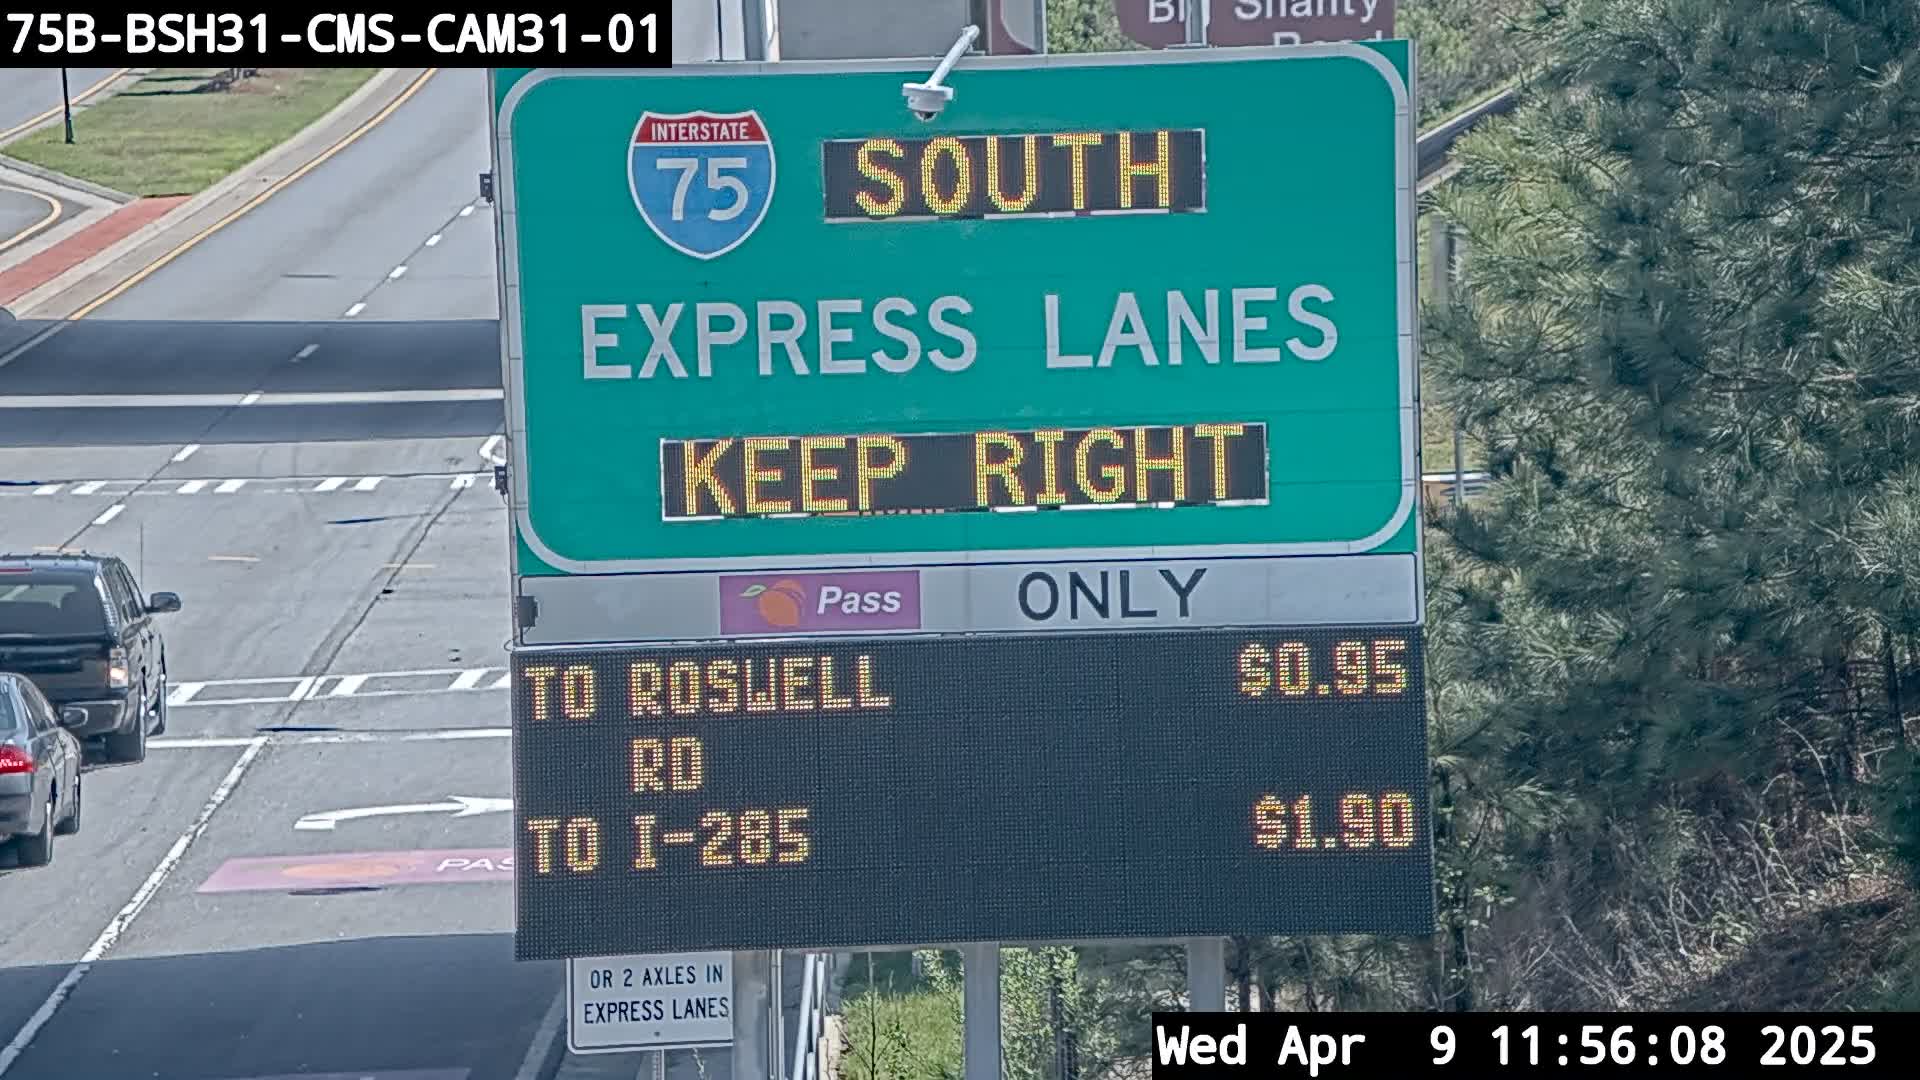 75B-BSH31-CMS-CAM31-01
Shanty
INTERSTATE
75
SOUTH
EXPRESS LANES
KEEP RIGHT
Pass ONLY
TO ROSWELL $0.95
RD
TO I-285 $1.90
OR 2 AXLES IN
EXPRESS LANES
Wed Apr 9 11:56:08 2025